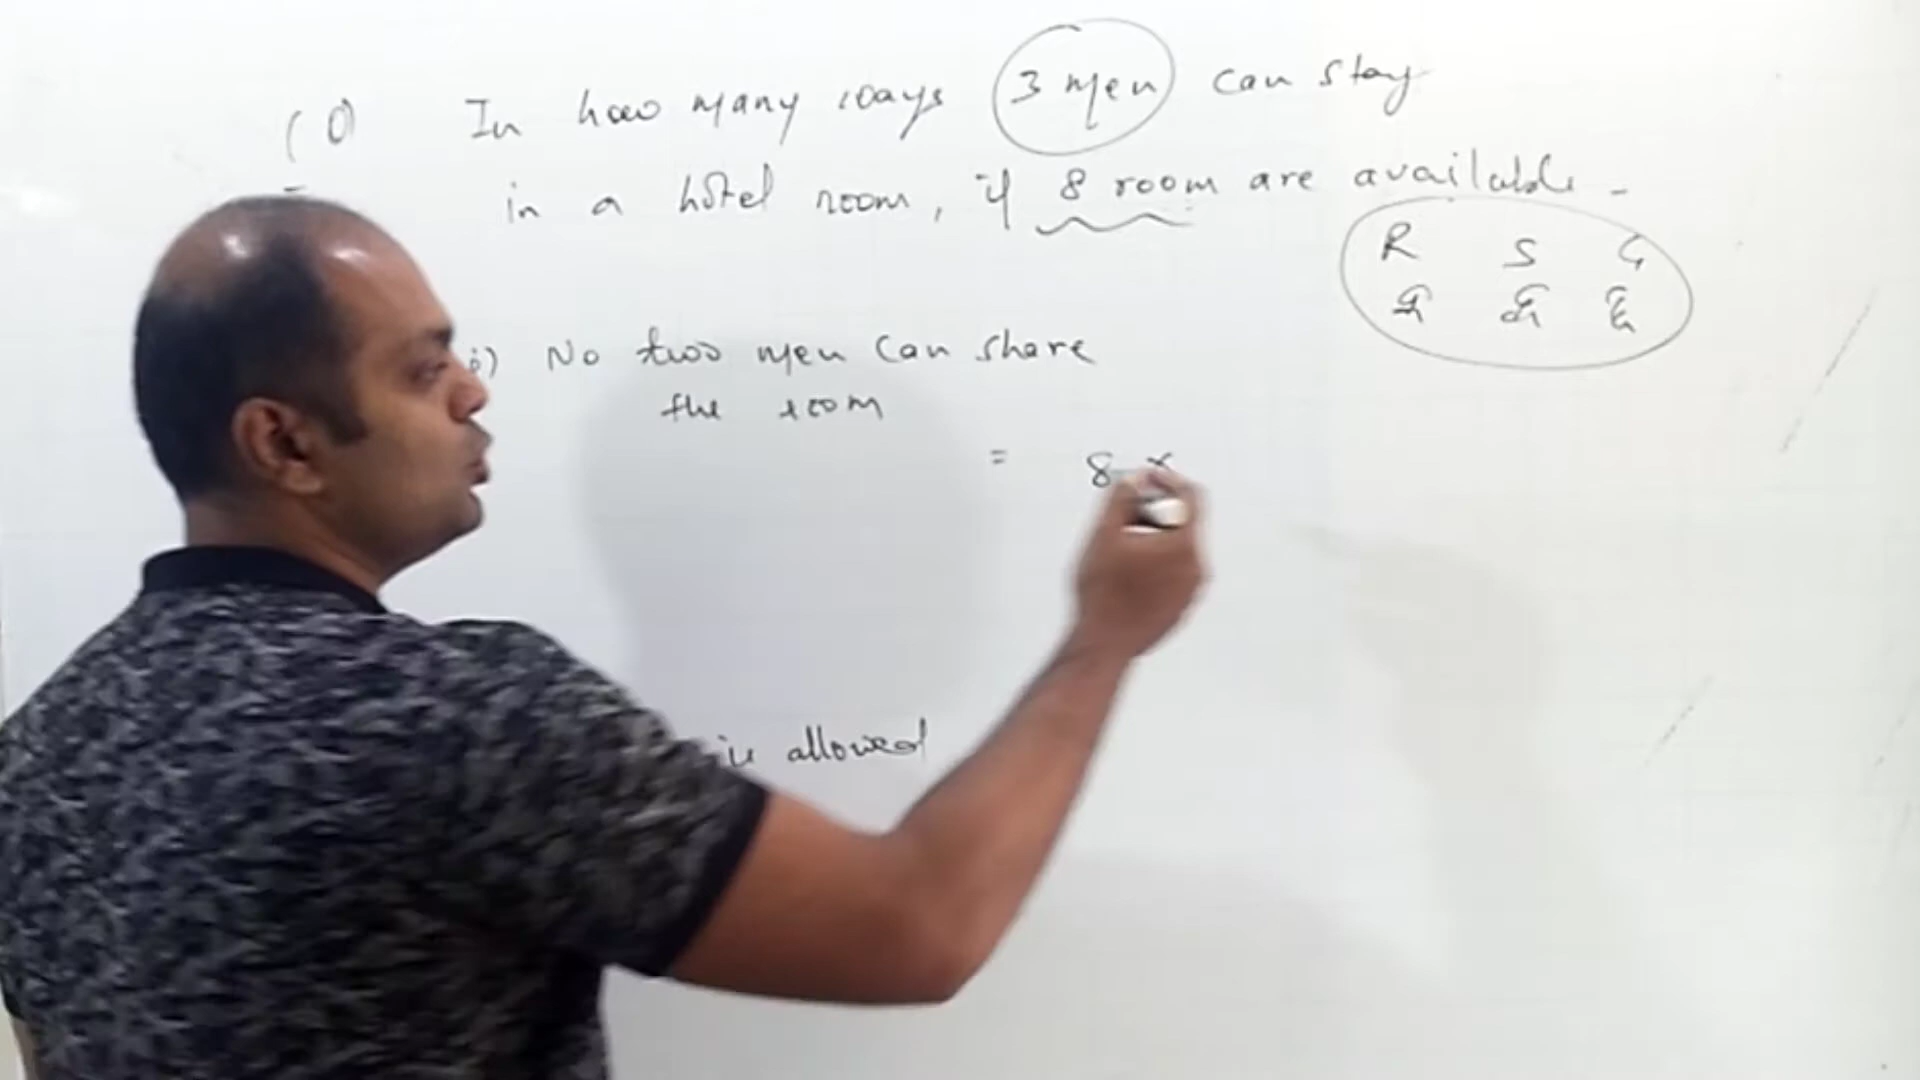 (1) In how many ways 3 men can stay
in a hotel room, if 8 room are available.
R S G
i) No two men can share
the room
= 8 x
is allowed